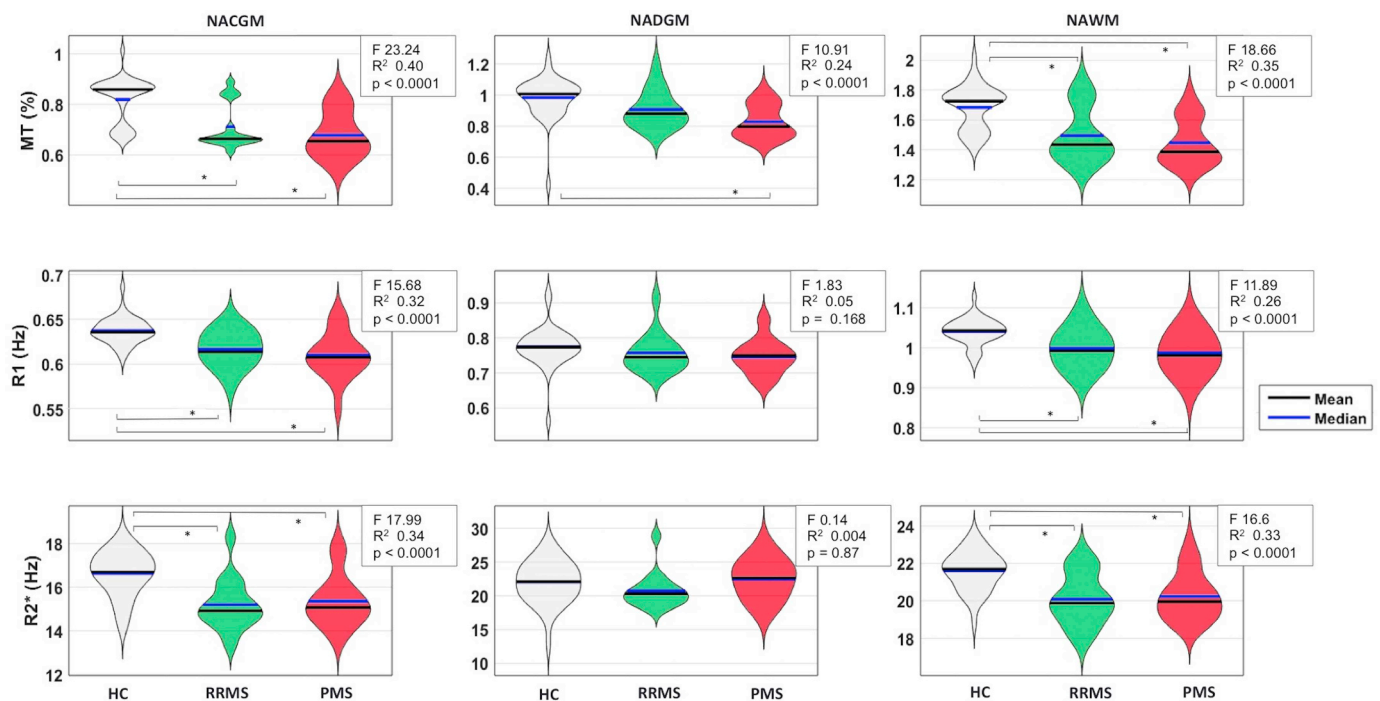 NACGM
NADGM
NAWM
MT (%)
1
0.8
0.6
F 23.24
R² 0.40
p < 0.0001
*
*
1.2
1
0.8
0.6
0.4
F 10.91
R² 0.24
p < 0.0001
*
2
1.8
1.6
1.4
1.2
F 18.66
R² 0.35
p < 0.0001
*
*
R1 (Hz)
0.7
0.65
0.6
0.55
F 15.68
R² 0.32
p < 0.0001
*
*
0.9
0.8
0.7
0.6
F 1.83
R² 0.05
p = 0.168
1.1
1
0.9
0.8
F 11.89
R² 0.26
p < 0.0001
*
*
Mean
Median
R2* (Hz)
18
16
14
12
F 17.99
R² 0.34
p < 0.0001
*
*
30
25
20
15
10
F 0.14
R² 0.004
p = 0.87
24
22
20
18
F 16.6
R² 0.33
p < 0.0001
*
*
HC RRMS PMS
HC RRMS PMS
HC RRMS PMS